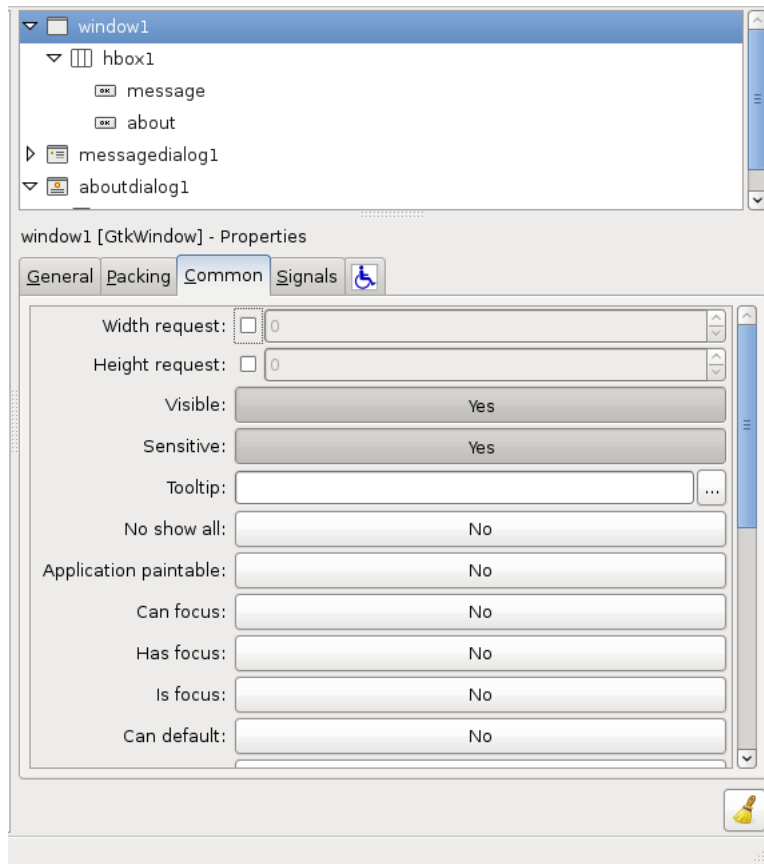 window1
hbox1
OK message
OK about
messagedialog1
aboutdialog1
window1 [GtkWindow] - Properties
General Packing Common Signals
Width request: 0
Height request: 0
Visible: Yes
Sensitive: Yes
Tooltip: ...
No show all: No
Application paintable: No
Can focus: No
Has focus: No
Is focus: No
Can default: No